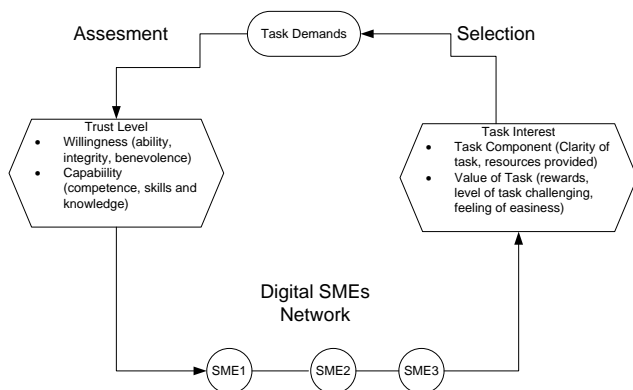 Assesment
Task Demands
Selection
Trust Level
• Willingness (ability,
integrity, benevolence)
• Capability
(competence, skills and
knowledge)
Task Interest
• Task Component (Clarity of
task, resources provided)
• Value of Task (rewards,
level of task challenging,
feeling of easiness)
Digital SMEs
Network
SME1
SME2
SME3